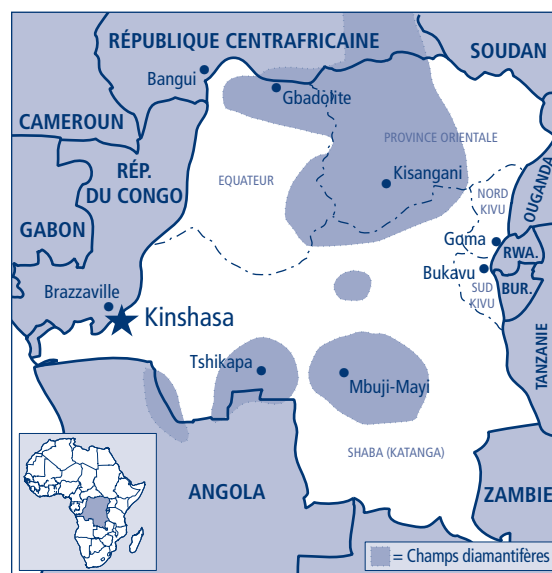 RÉPUBLIQUE CENTRAFRICAINE
SOUDAN
Bangui
Gbadolite
CAMEROUN
PROVINCE ORIENTALE
RÉP.
DU CONGO
EQUATEUR
Kisangani
OUGANDA
NORD
KIVU
GABON
Goma
RWA.
Bukavu
BUR.
SUD
KIVU
Brazzaville
Kinshasa
TANZANIE
Tshikapa
Mbuji-Mayi
SHABA (KATANGA)
ANGOLA
ZAMBIE
= Champs diamantifères